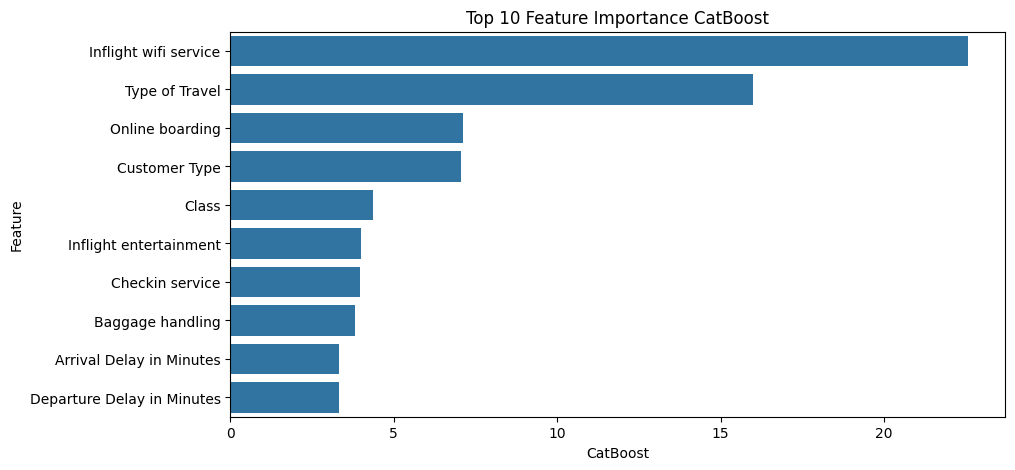 Top 10 Feature Importance CatBoost
Feature
Inflight wifi service
Type of Travel
Online boarding
Customer Type
Class
Inflight entertainment
Checkin service
Baggage handling
Arrival Delay in Minutes
Departure Delay in Minutes
0 5 10 15 20
CatBoost